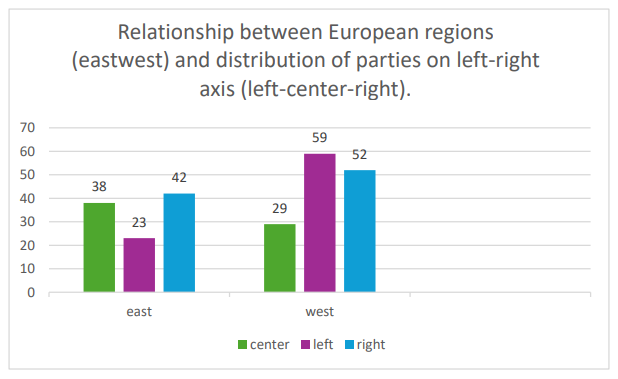 Relationship between European regions
(eastwest) and distribution of parties on left-right
axis (left-center-right).
70
60
50
40
30
20
10
0
38
23
42
29
59
52
east west
center left right